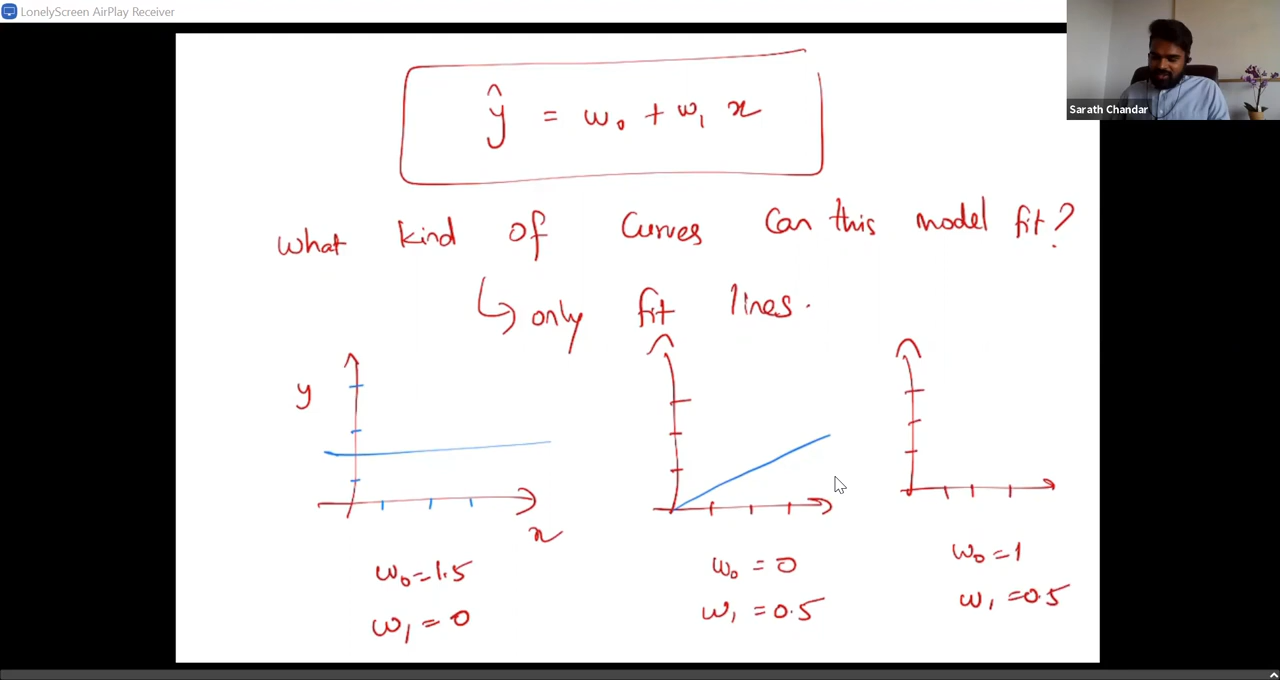 LonelyScreen AirPlay Receiver
Sarath Chandar
ŷ = w₀ + w₁ x
What kind of Curves Can this model fit?
↳ only fit lines.
y
x
w₀=1.5
w₁ = 0
w₀ = 0
w₁ = 0.5
w₀ = 1
w₁ = 0.5